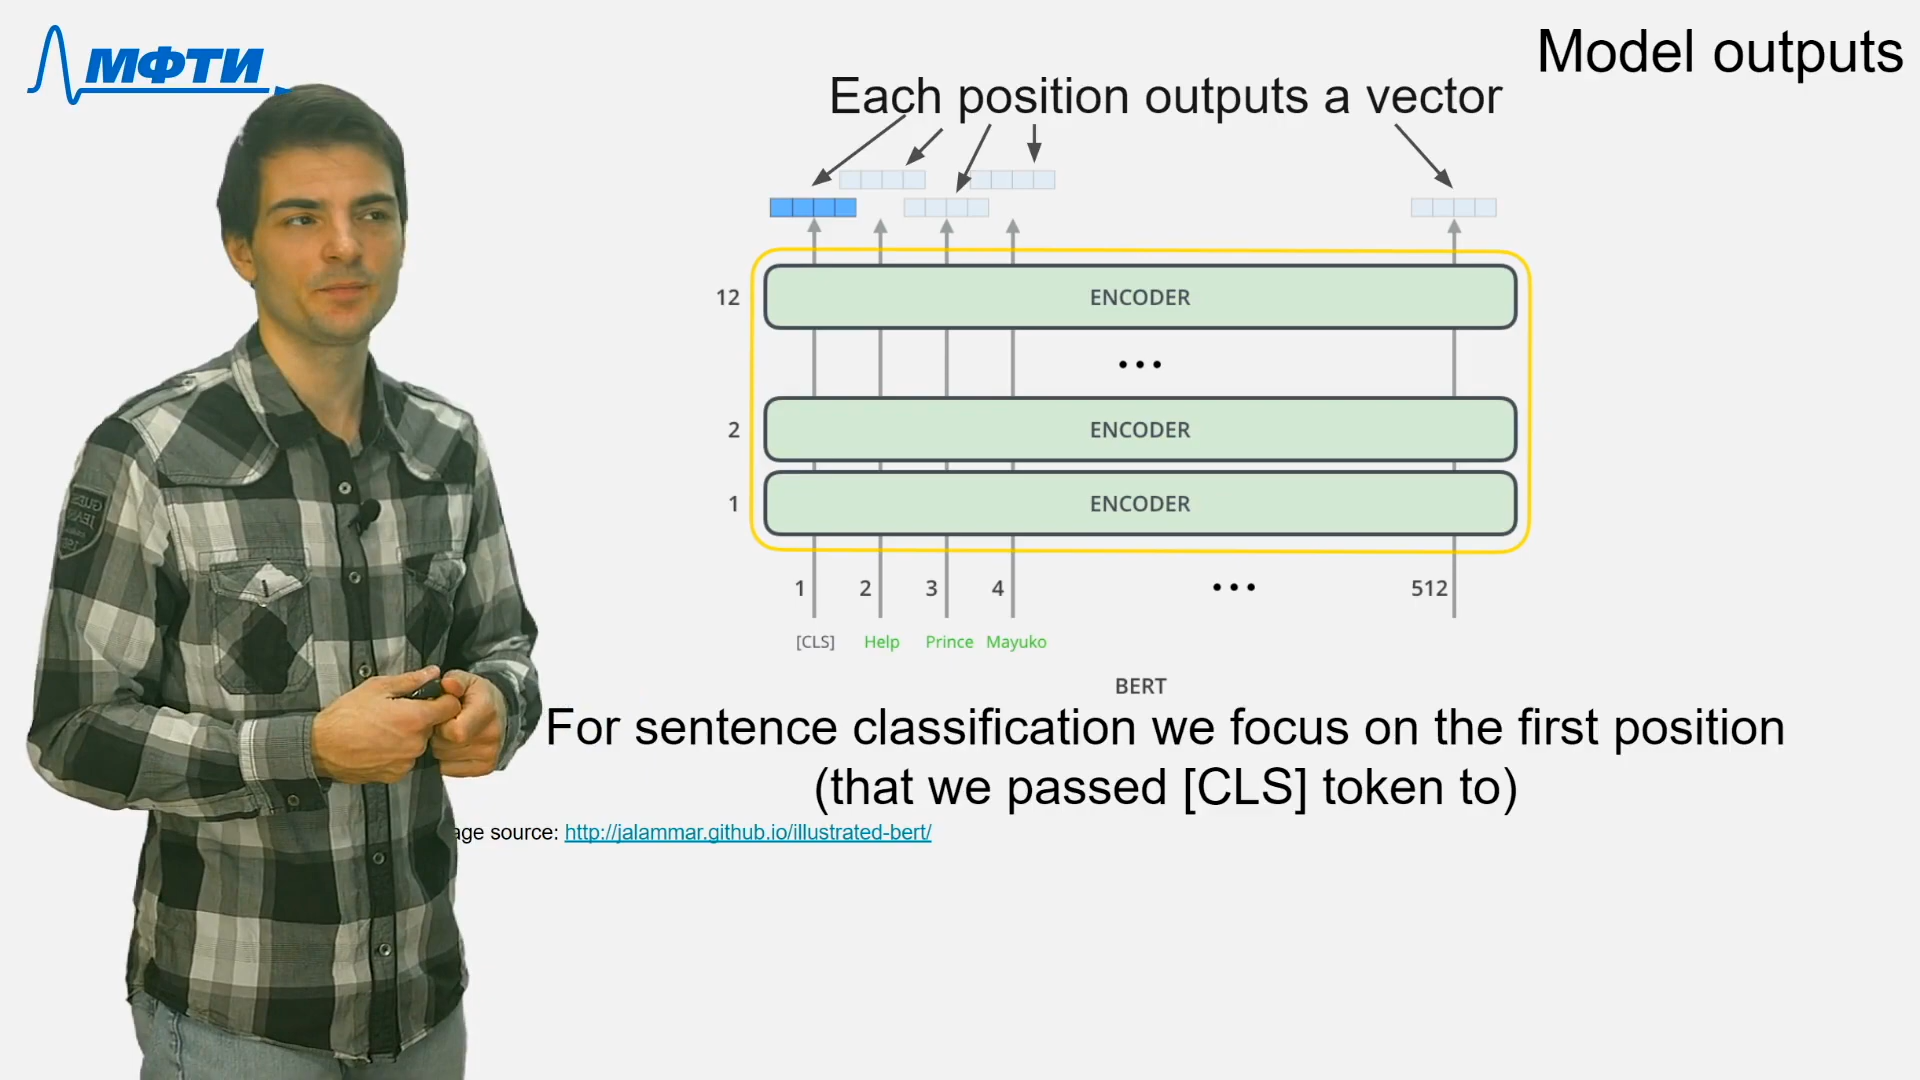 МФТИ
Model outputs
Each position outputs a vector
12 ENCODER
...
2 ENCODER
1 ENCODER
1 2 3 4 ... 512
[CLS] Help Prince Mayuko
BERT
For sentence classification we focus on the first position
(that we passed [CLS] token to)
source: http://jalammar.github.io/illustrated-bert/